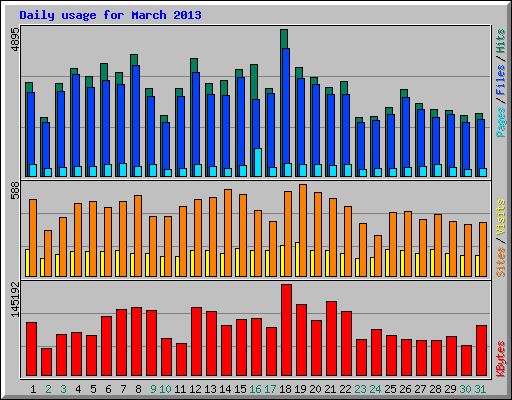 Daily usage for March 2013
4895
Pages / Files / Hits
588
Sites / Visits
145192
KBytes
1 2 3 4 5 6 7 8 9 10 11 12 13 14 15 16 17 18 19 20 21 22 23 24 25 26 27 28 29 30 31